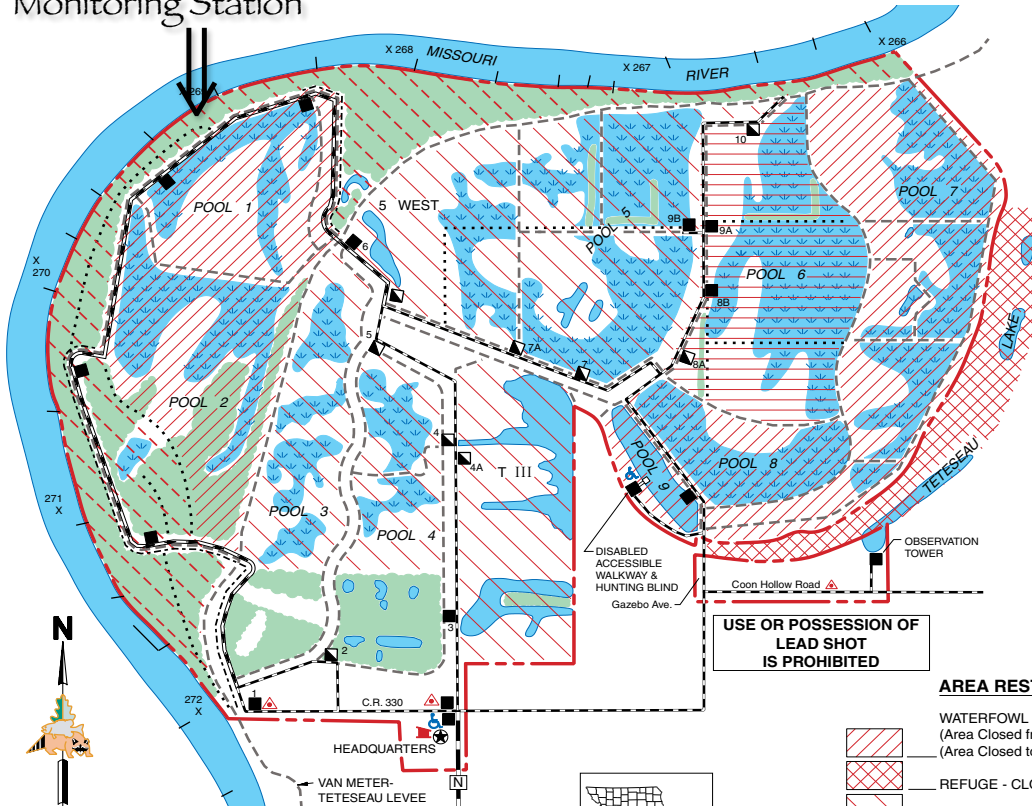 Monitoring Station
X 268
MISSOURI
X 267
RIVER
X 266
X 269
10
POOL 1
5 WEST
POOL 5
9B
9A
POOL 7
6
POOL 6
X
270
8B
LAKE
5
7A
7
8A
POOL 2
4
4A
T III
POOL 9
POOL 8
TETESEAU
271
X
POOL 3
POOL 4
DISABLED
ACCESSIBLE
WALKWAY &
HUNTING BLIND
OBSERVATION
TOWER
Coon Hollow Road
Gazebo Ave.
3
USE OR POSSESSION OF
LEAD SHOT
IS PROHIBITED
N
2
272
X
1
C.R. 330
HEADQUARTERS
N
VAN METER-
TETESEAU LEVEE
AREA REST
WATERFOWL
(Area Closed fr
(Area Closed to
REFUGE - CLO